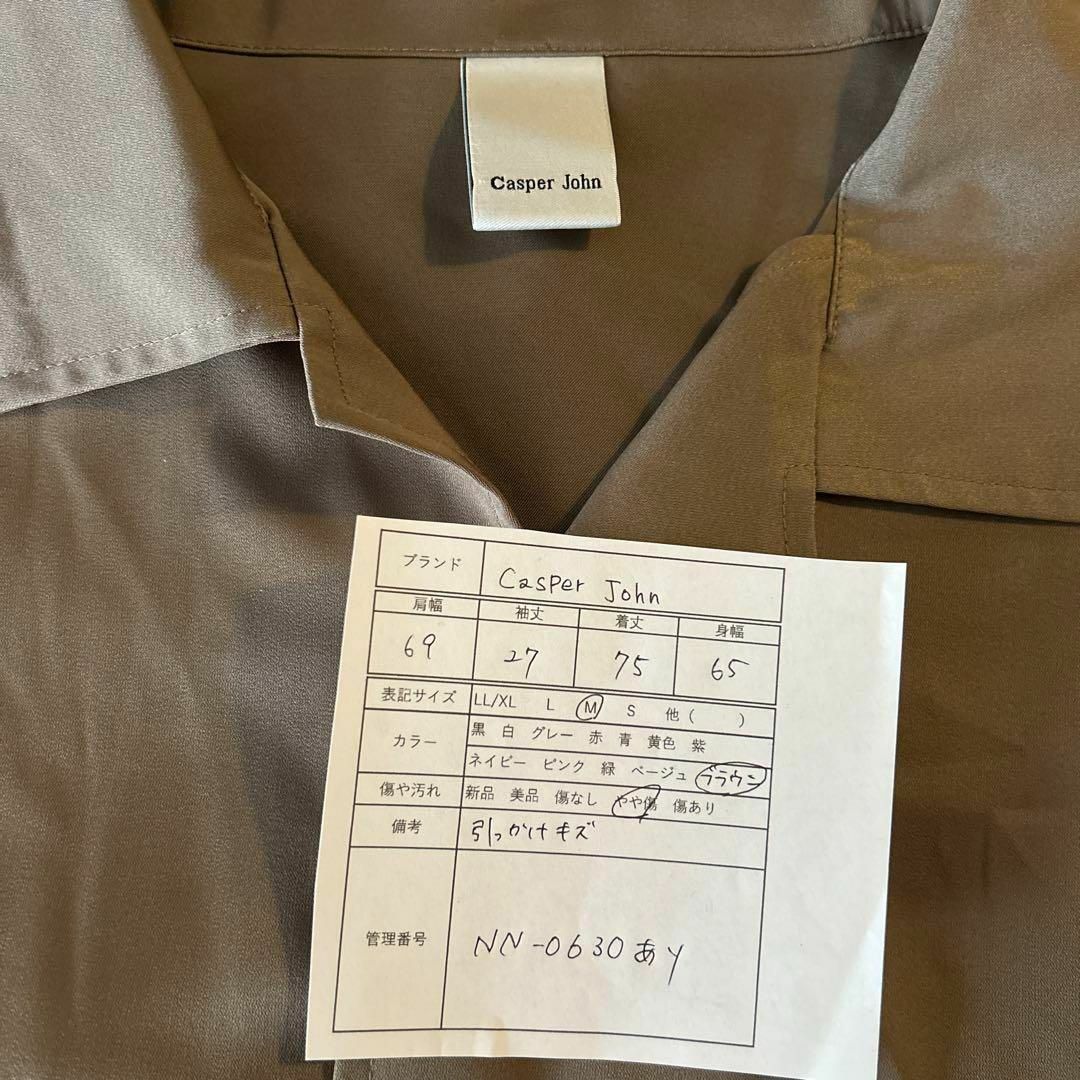 Casper John
ブランド Casper John
肩幅 袖丈 着丈 身幅
69 27 75 65
表記サイズ LL/XL L M S 他( )
カラー 黒 白 グレー 赤 青 黄色 紫
ネイビー ピンク 緑 ベージュ ブラウン
傷や汚れ 新品 美品 傷なし やや傷 傷あり
備考 引っかけキズ
管理番号 NN-0630あy